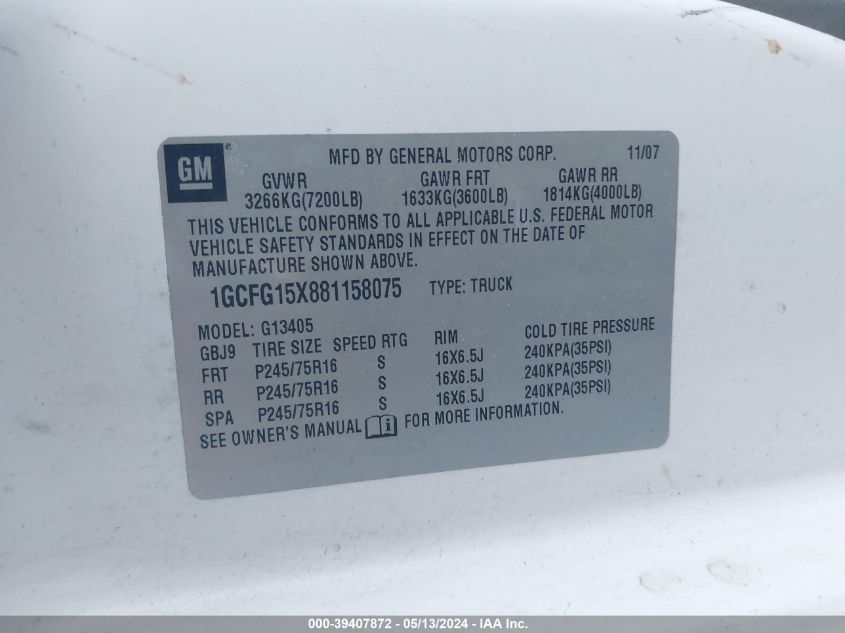 GM ® MFD BY GENERAL MOTORS CORP. 11/07
GVWR GAWR FRT GAWR RR
3266KG(7200LB) 1633KG(3600LB) 1814KG(4000LB)
THIS VEHICLE CONFORMS TO ALL APPLICABLE U.S. FEDERAL MOTOR
VEHICLE SAFETY STANDARDS IN EFFECT ON THE DATE OF
MANUFACTURE SHOWN ABOVE.
1GCFG15X881158075 TYPE: TRUCK
MODEL: G13405
GBJ9 TIRE SIZE SPEED RTG RIM COLD TIRE PRESSURE
FRT P245/75R16 S 16X6.5J 240KPA(35PSI)
RR P245/75R16 S 16X6.5J 240KPA(35PSI)
SPA P245/75R16 S 16X6.5J 240KPA(35PSI)
SEE OWNER'S MANUAL i FOR MORE INFORMATION.
000-39407872 - 05/13/2024 - IAA Inc.